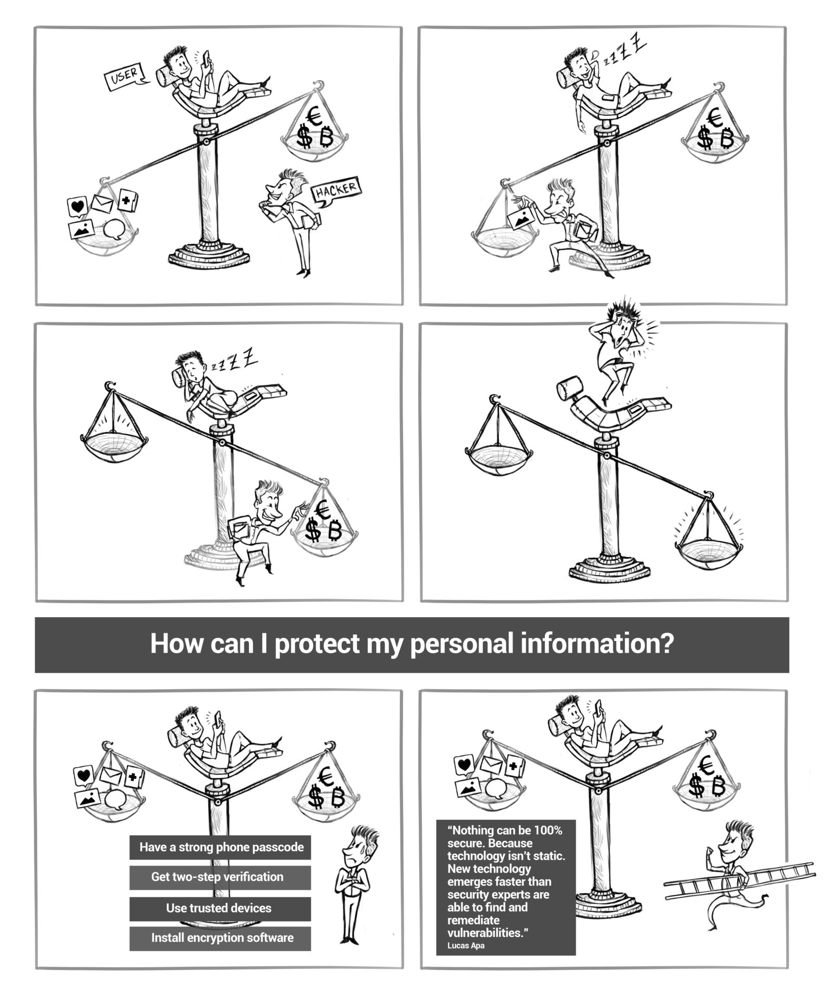 USER
€
$ B
HACKER
zzZZ
€
$ B
zzZZ
€
$ B
How can I protect my personal information?
€
$ B
Have a strong phone passcode
Get two-step verification
Use trusted devices
Install encryption software
€
$ B
“Nothing can be 100%
secure. Because
technology isn’t static.
New technology
emerges faster than
security experts are
able to find and
remediate
vulnerabilities.”
Lucas Apa